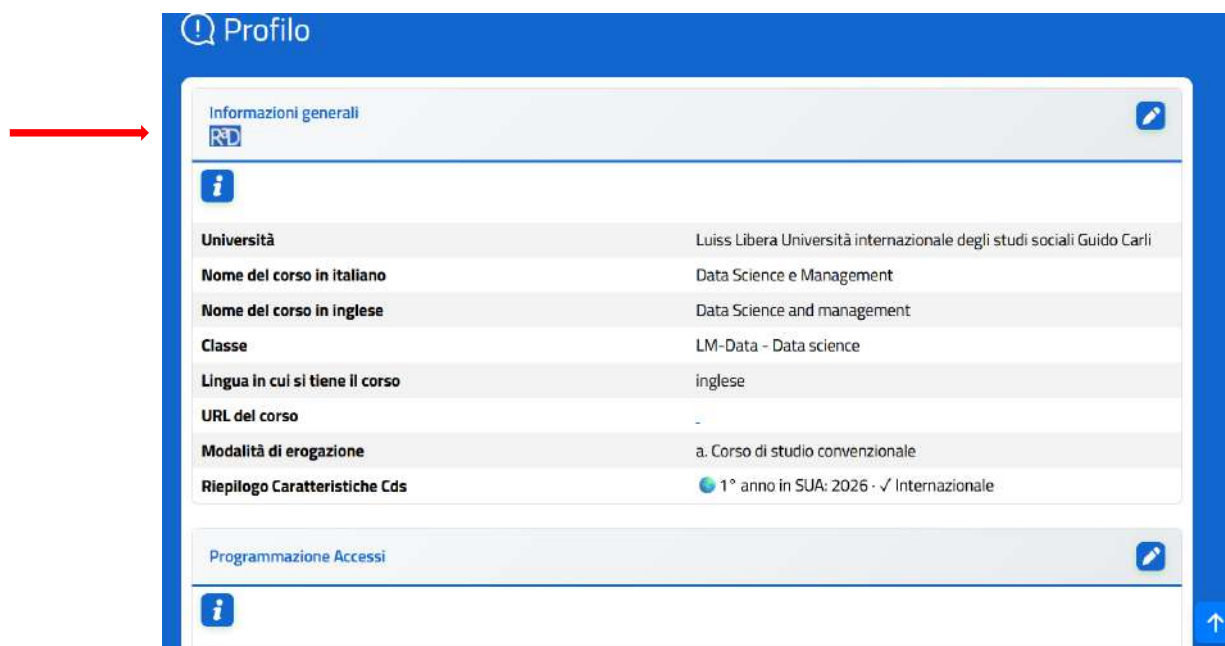 Profilo
Informazioni generali
RaD
Università Luiss Libera Università internazionale degli studi sociali Guido Carli
Nome del corso in italiano Data Science e Management
Nome del corso in inglese Data Science and management
Classe LM-Data - Data science
Lingua in cui si tiene il corso inglese
URL del corso -
Modalità di erogazione a. Corso di studio convenzionale
Riepilogo Caratteristiche Cds 1° anno in SUA: 2026 · ✓ Internazionale
Programmazione Accessi